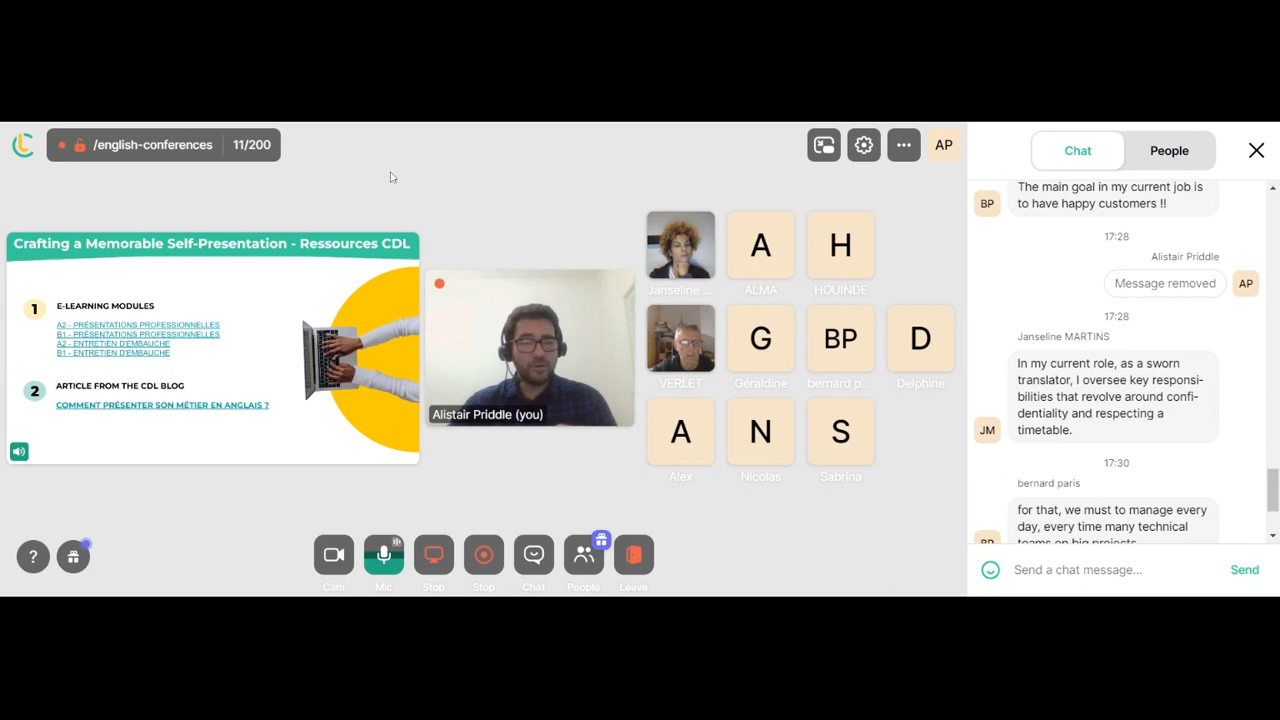 /english-conferences 11/200
AP
Chat People
Crafting a Memorable Self-Presentation - Ressources CDL
1 E-LEARNING MODULES
A2 - PRÉSENTATIONS PROFESSIONNELLES
B1 - PRÉSENTATIONS PROFESSIONNELLES
A2 - ENTRETIEN D'EMBAUCHE
B1 - ENTRETIEN D'EMBAUCHE
2 ARTICLE FROM THE CDL BLOG
COMMENT PRÉSENTER SON MÉTIER EN ANGLAIS ?
Alistair Priddle (you)
Janseline ...
A
ALMA
H
HOUINDE
VERLET
G
Géraldine
BP
bernard p...
D
Delphine
A
Alex
N
Nicolas
S
Sabrina
The main goal in my current job is
to have happy customers !!
BP
17:28
Alistair Priddle
Message removed
AP
17:28
Janseline MARTINS
In my current role, as a sworn
translator, I oversee key responsi-
bilities that revolve around confi-
dentiality and respecting a
timetable.
JM
17:30
bernard paris
for that, we must to manage every
day, every time many technical
teams on big projects
BP
Send a chat message... Send
?
Cam
Mic
Stop
Stop
Chat
People
Leave